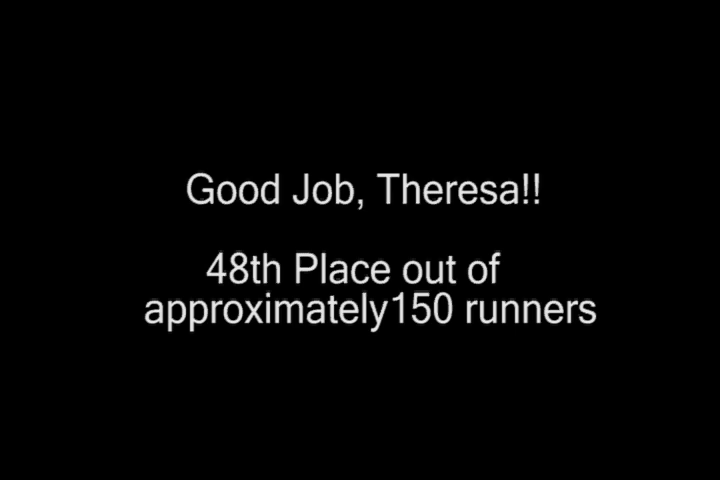 Good Job, Theresa!!
48th Place out of
approximately150 runners